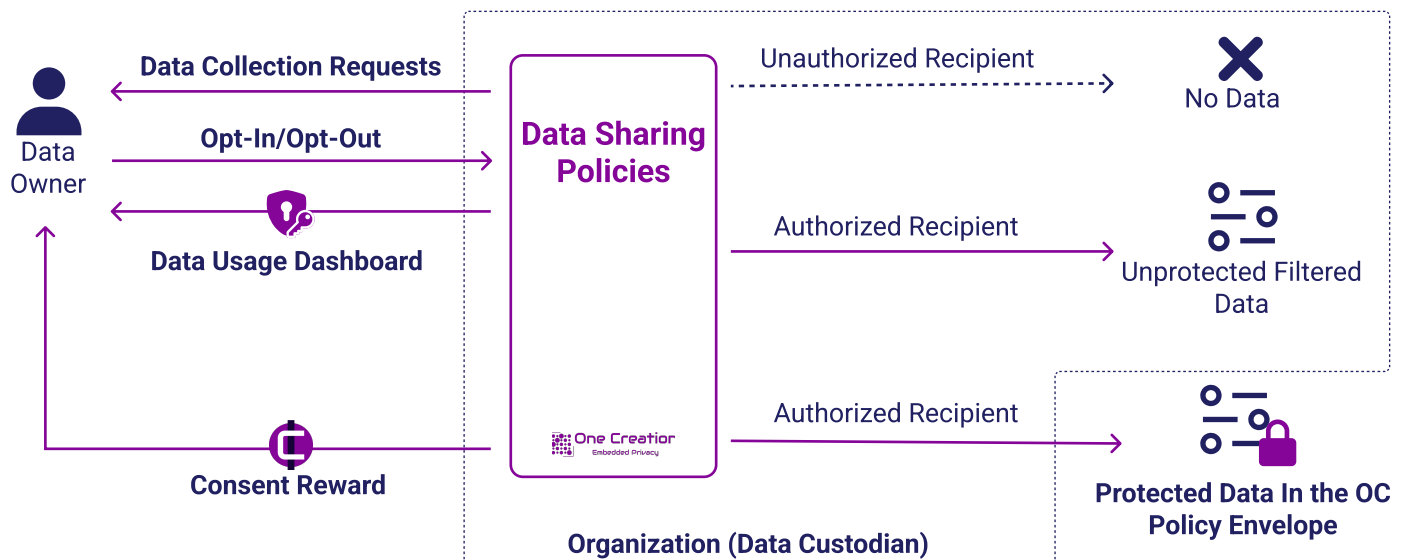 Data Collection Requests
Opt-In/Opt-Out
Data
Owner
Data Usage Dashboard
Consent Reward
Data Sharing
Policies
One Creation
Embedded Privacy
Unauthorized Recipient
No Data
Authorized Recipient
Unprotected Filtered
Data
Authorized Recipient
Protected Data In the OC
Policy Envelope
Organization (Data Custodian)